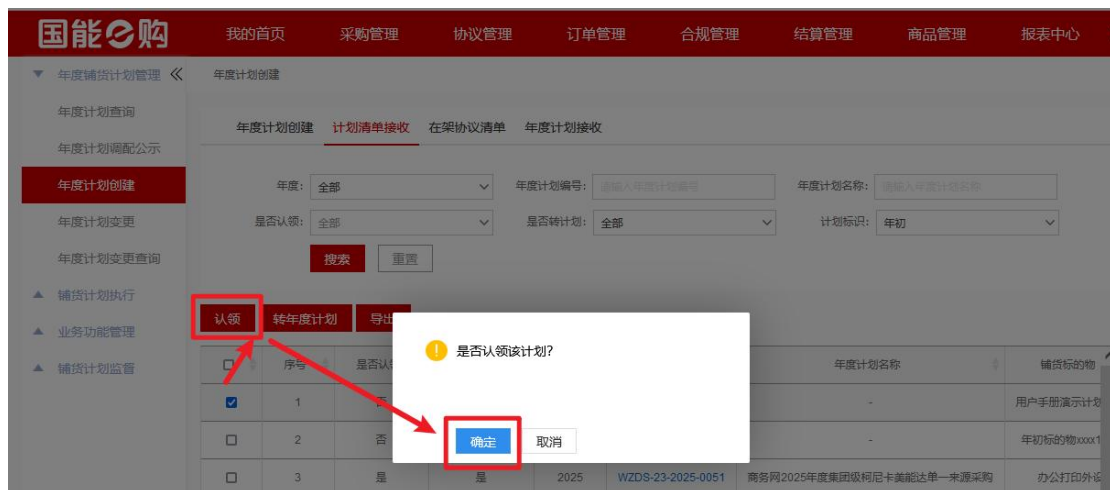 国能e购 我的首页 采购管理 协议管理 订单管理 合规管理 结算管理 商品管理 报表中心
年度铺货计划管理 年度计划创建
年度计划查询
年度计划创建 计划清单接收 在架协议清单 年度计划接收
年度计划调配公示
年度计划创建 年度: 全部 年度计划编号: 请输入年度计划编号 年度计划名称: 请输入年度计划名称
年度计划变更 是否认领: 全部 是否转计划: 全部 计划标识: 年初
年度计划变更查询 搜索 重置
铺货计划执行
认领 转年度计划 导出
业务功能管理
! 是否认领该计划?
铺货计划监督 序号 是否认 年度计划名称 铺货标的物
1 否 - 用户手册演示计划
确定 取消
2 否 - 年初标的物xxxx1
3 是 是 2025 WZDS-23-2025-0051 商务网2025年度集团级柯尼卡美能达单一来源采购 办公打印外设